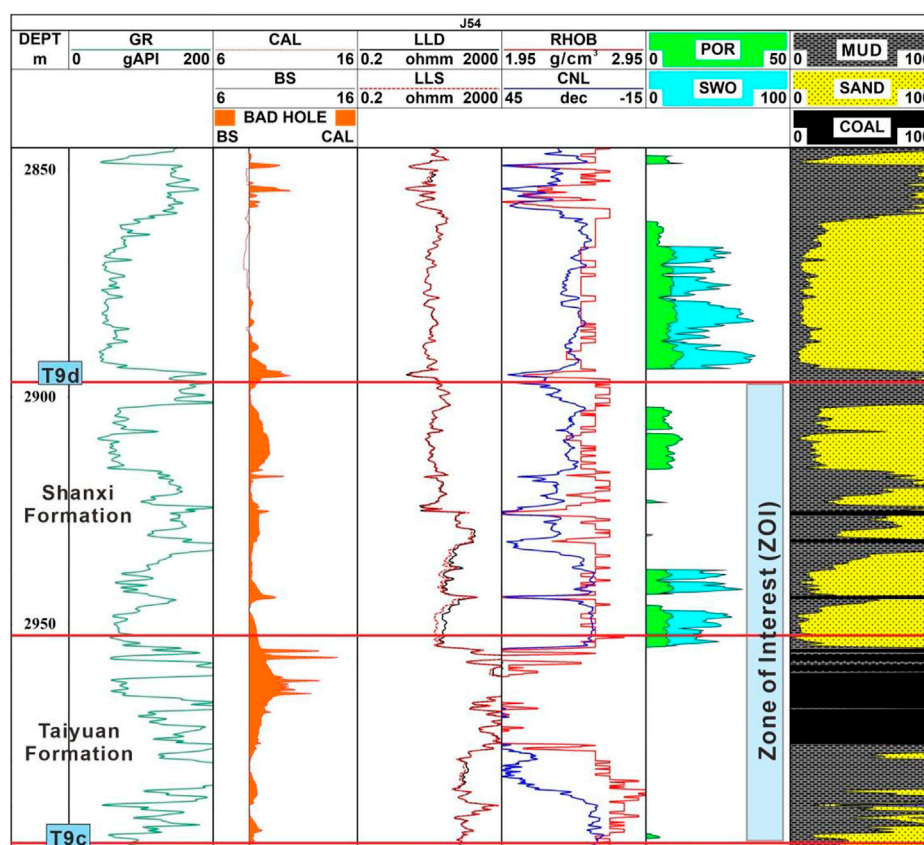 J54
DEPT GR CAL LLD RHOB POR MUD
m 0 gAPI 200 6 16 0.2 ohmm 2000 1.95 g/cm³ 2.95 0 50 0 100
BS LLS CNL SWO SAND
6 16 0.2 ohmm 2000 45 dec -15 0 100 0 100
BAD HOLE COAL
BS CAL 0 100
2850
T9d
2900
Shanxi
Formation
2950
Taiyuan
Formation
T9c
Zone of Interest (ZOI)